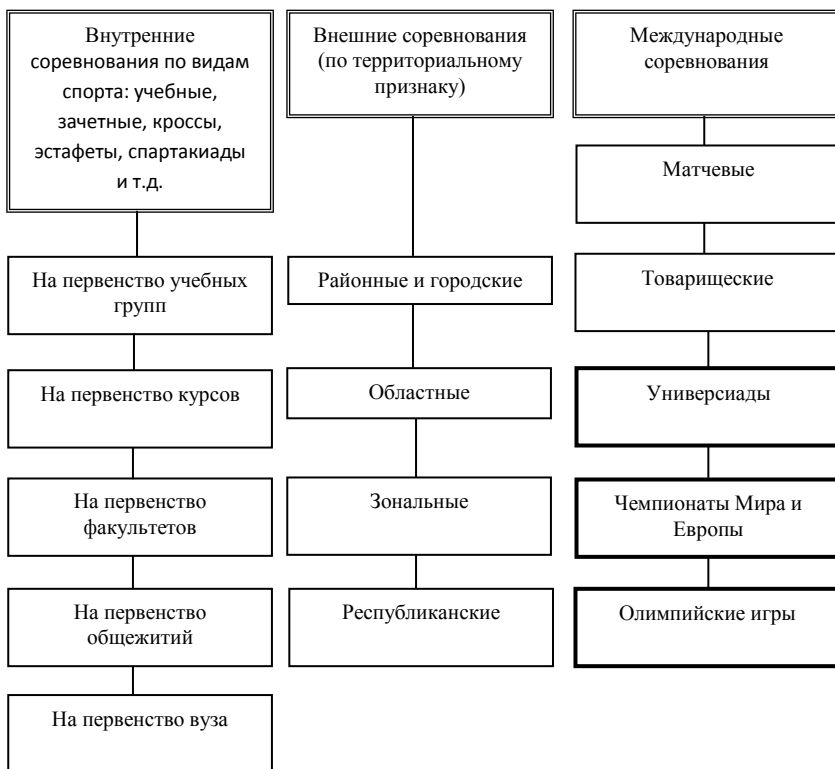 Внутренние
соревнования по видам
спорта: учебные,
зачетные, кроссы,
эстафеты, спартакиады
и т.д.
На первенство учебных
групп
На первенство курсов
На первенство
факультетов
На первенство
общежитий
На первенство вуза
Внешние соревнования
(по территориальному
признаку)
Районные и городские
Областные
Зональные
Республиканские
Международные
соревнования
Матчевые
Товарищеские
Универсиады
Чемпионаты Мира и
Европы
Олимпийские игры